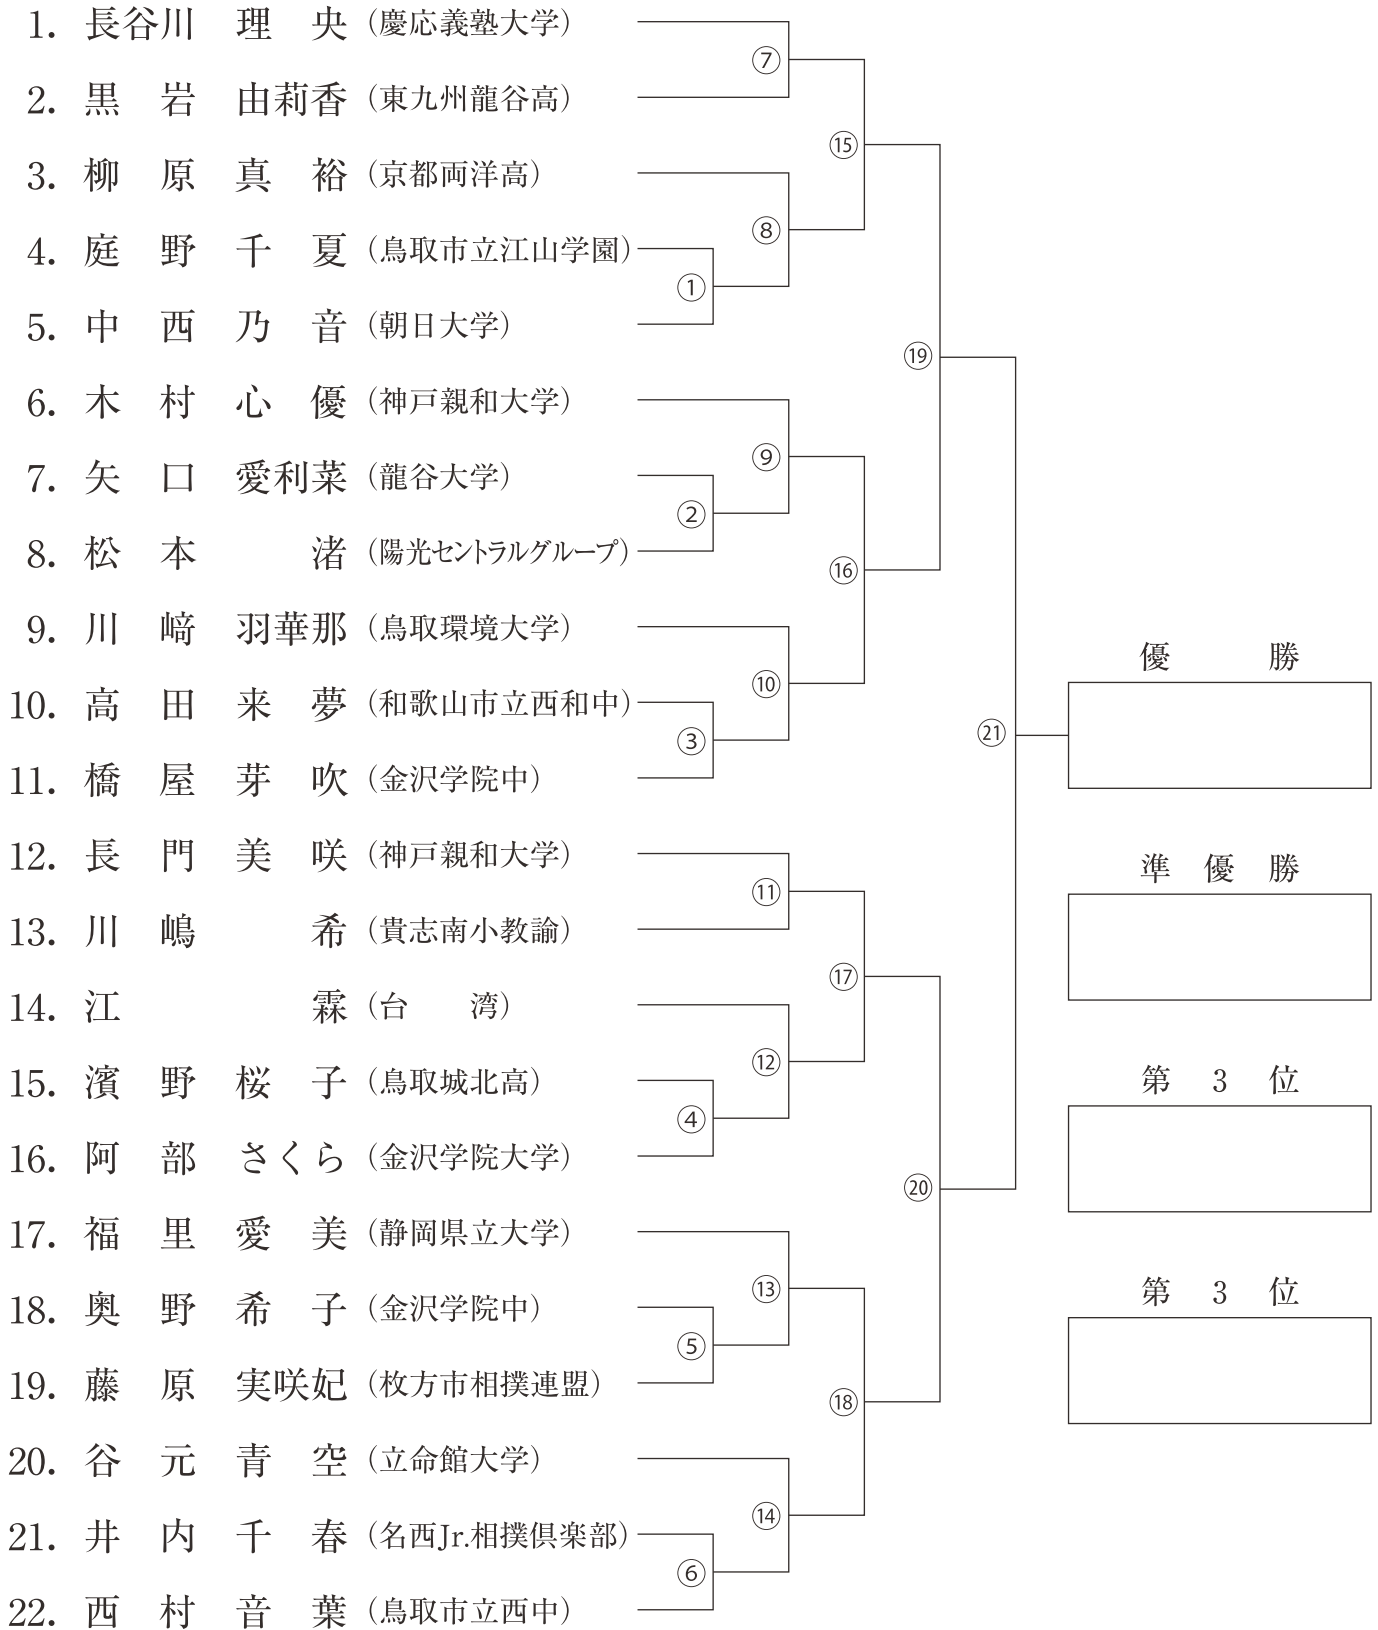 1. 長谷川 理 央 （慶応義塾大学）
2. 黒 岩 由莉香 （東九州龍谷高）
3. 柳 原 真 裕 （京都両洋高）
4. 庭 野 千 夏 （鳥取市立江山学園）
5. 中 西 乃 音 （朝日大学）
6. 木 村 心 優 （神戸親和大学）
7. 矢 口 愛利菜 （龍谷大学）
8. 松 本 渚 （陽光セントラルグループ）
9. 川 﨑 羽華那 （鳥取環境大学）
10. 高 田 来 夢 （和歌山市立西和中）
11. 橋 屋 芽 吹 （金沢学院中）
12. 長 門 美 咲 （神戸親和大学）
13. 川 嶋 希 （貴志南小教諭）
14. 江 霖 （台 湾）
15. 濱 野 桜 子 （鳥取城北高）
16. 阿 部 さくら （金沢学院大学）
17. 福 里 愛 美 （静岡県立大学）
18. 奥 野 希 子 （金沢学院中）
19. 藤 原 実咲妃 （枚方市相撲連盟）
20. 谷 元 青 空 （立命館大学）
21. 井 内 千 春 （名西Jr.相撲倶楽部）
22. 西 村 音 葉 （鳥取市立西中）
①
②
③
④
⑤
⑥
⑦
⑧
⑨
⑩
⑪
⑫
⑬
⑭
⑮
⑯
⑰
⑱
⑲
⑳
㉑
優 勝
準 優 勝
第 3 位
第 3 位